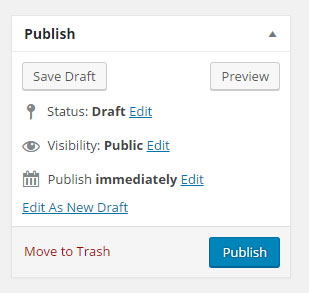 Publish
Save Draft Preview
Status: Draft Edit
Visibility: Public Edit
Publish immediately Edit
Edit As New Draft
Move to Trash Publish